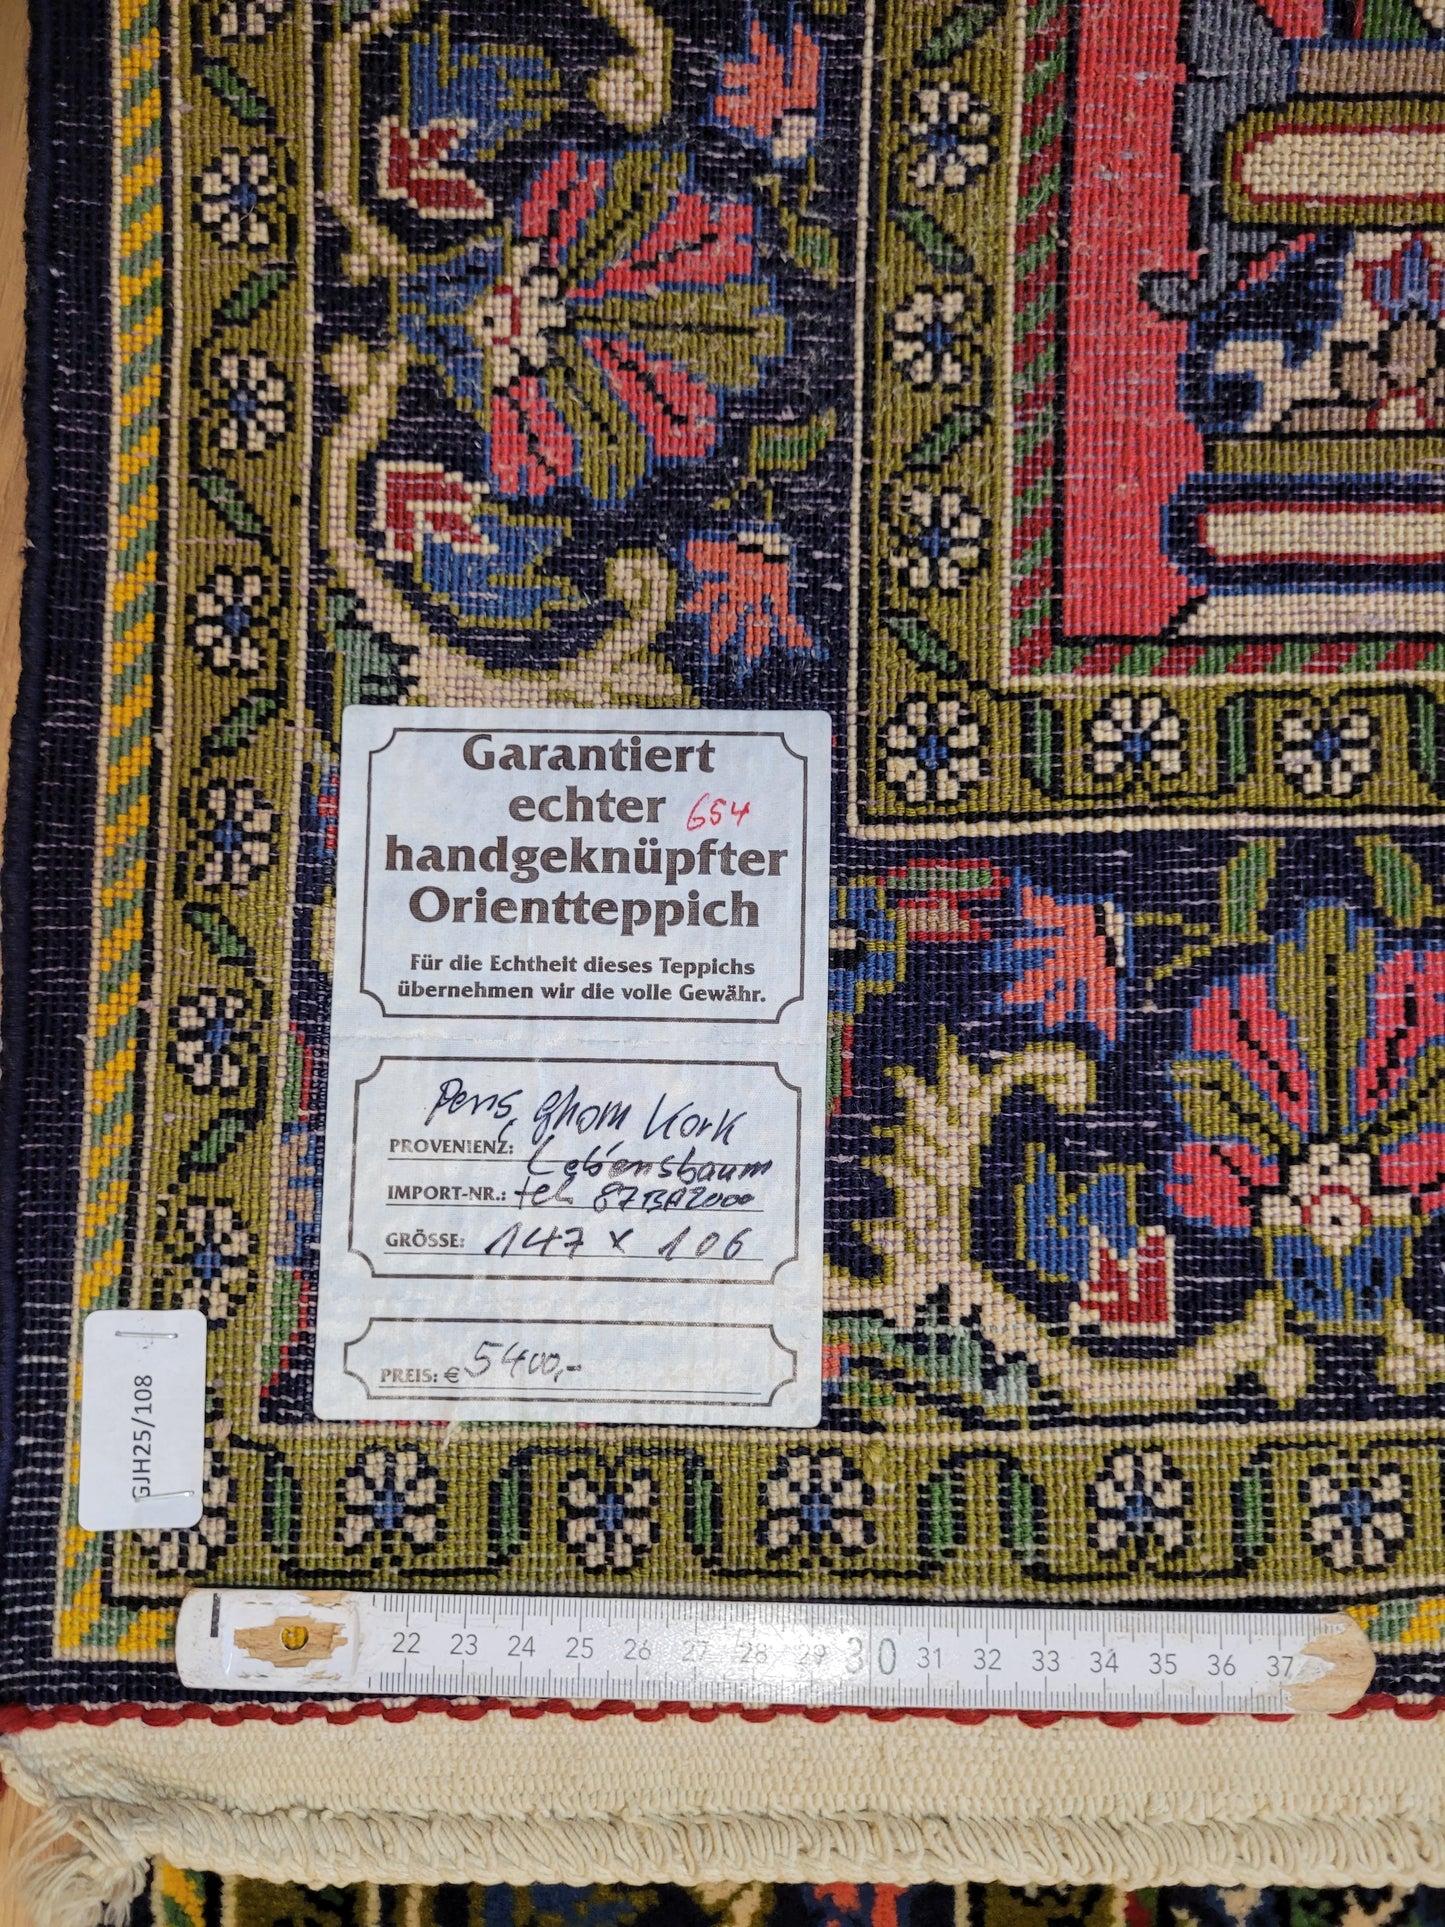 Garantiert
echter 654
handgeknüpfter
Orientteppich
Für die Echtheit dieses Teppichs
übernehmen wir die volle Gewähr.
Pers, Ghom Kork
PROVENIENZ: Lebensbaum
IMPORT-NR.: 87BA2000
GRÖSSE: 147 x 106
PREIS: € 5400,-
GJH25/108
22 23 24 25 26 27 28 29 30 31 32 33 34 35 36 37